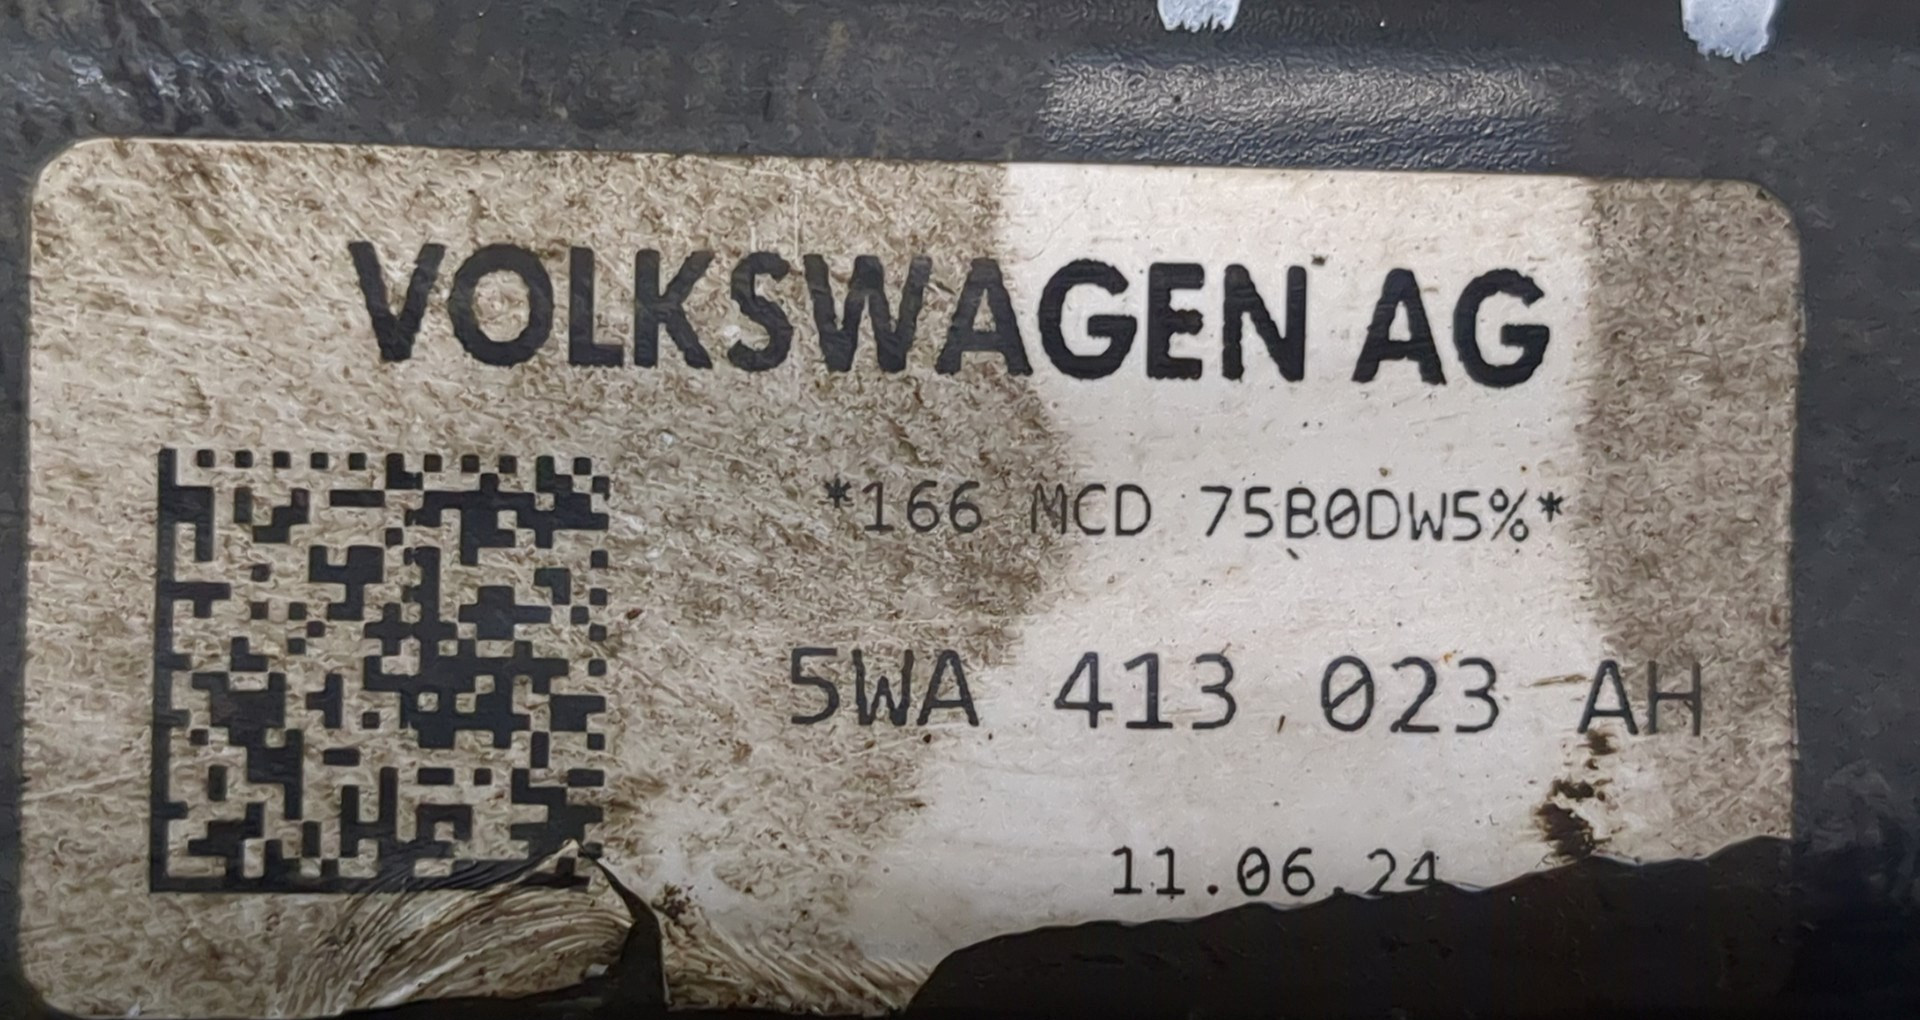 VOLKSWAGEN AG
*166 MCD 75B0DW5%*
5WA 413 023 AH
11.06.24